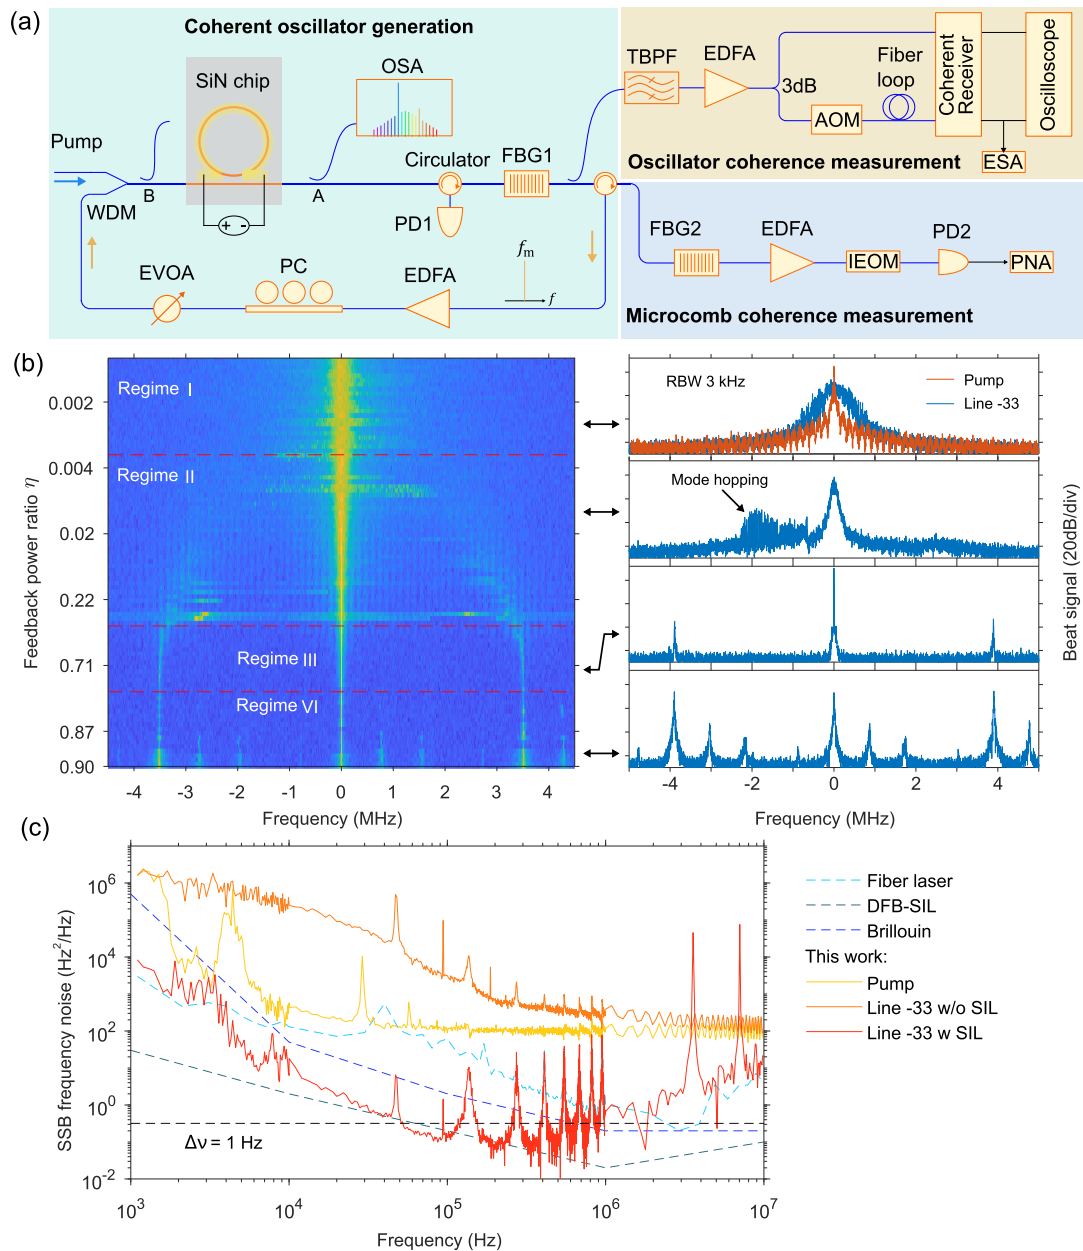 (a)
Coherent oscillator generation
SiN chip
OSA
Pump
B
A
WDM
Circulator
FBG1
PD1
EVOA
PC
EDFA
fm
f
+ -
TBPF
EDFA
3dB
AOM
Fiber
loop
Coherent
Receiver
Oscilloscope
ESA
Oscillator coherence measurement
FBG2
EDFA
IEOM
PD2
PNA
Microcomb coherence measurement
(b)
Regime I
Regime II
Regime III
Regime VI
Feedback power ratio η
0.002
0.004
0.02
0.22
0.71
0.87
0.90
-4 -3 -2 -1 0 1 2 3 4
Frequency (MHz)
RBW 3 kHz
Pump
Line -33
Mode hopping
Beat signal (20dB/div)
-4 -2 0 2 4
Frequency (MHz)
(c)
SSB frequency noise (Hz²/Hz)
10⁶
10⁴
10²
10⁰
10⁻²
Δν = 1 Hz
10³ 10⁴ 10⁵ 10⁶ 10⁷
Frequency (Hz)
Fiber laser
DFB-SIL
Brillouin
This work:
Pump
Line -33 w/o SIL
Line -33 w SIL